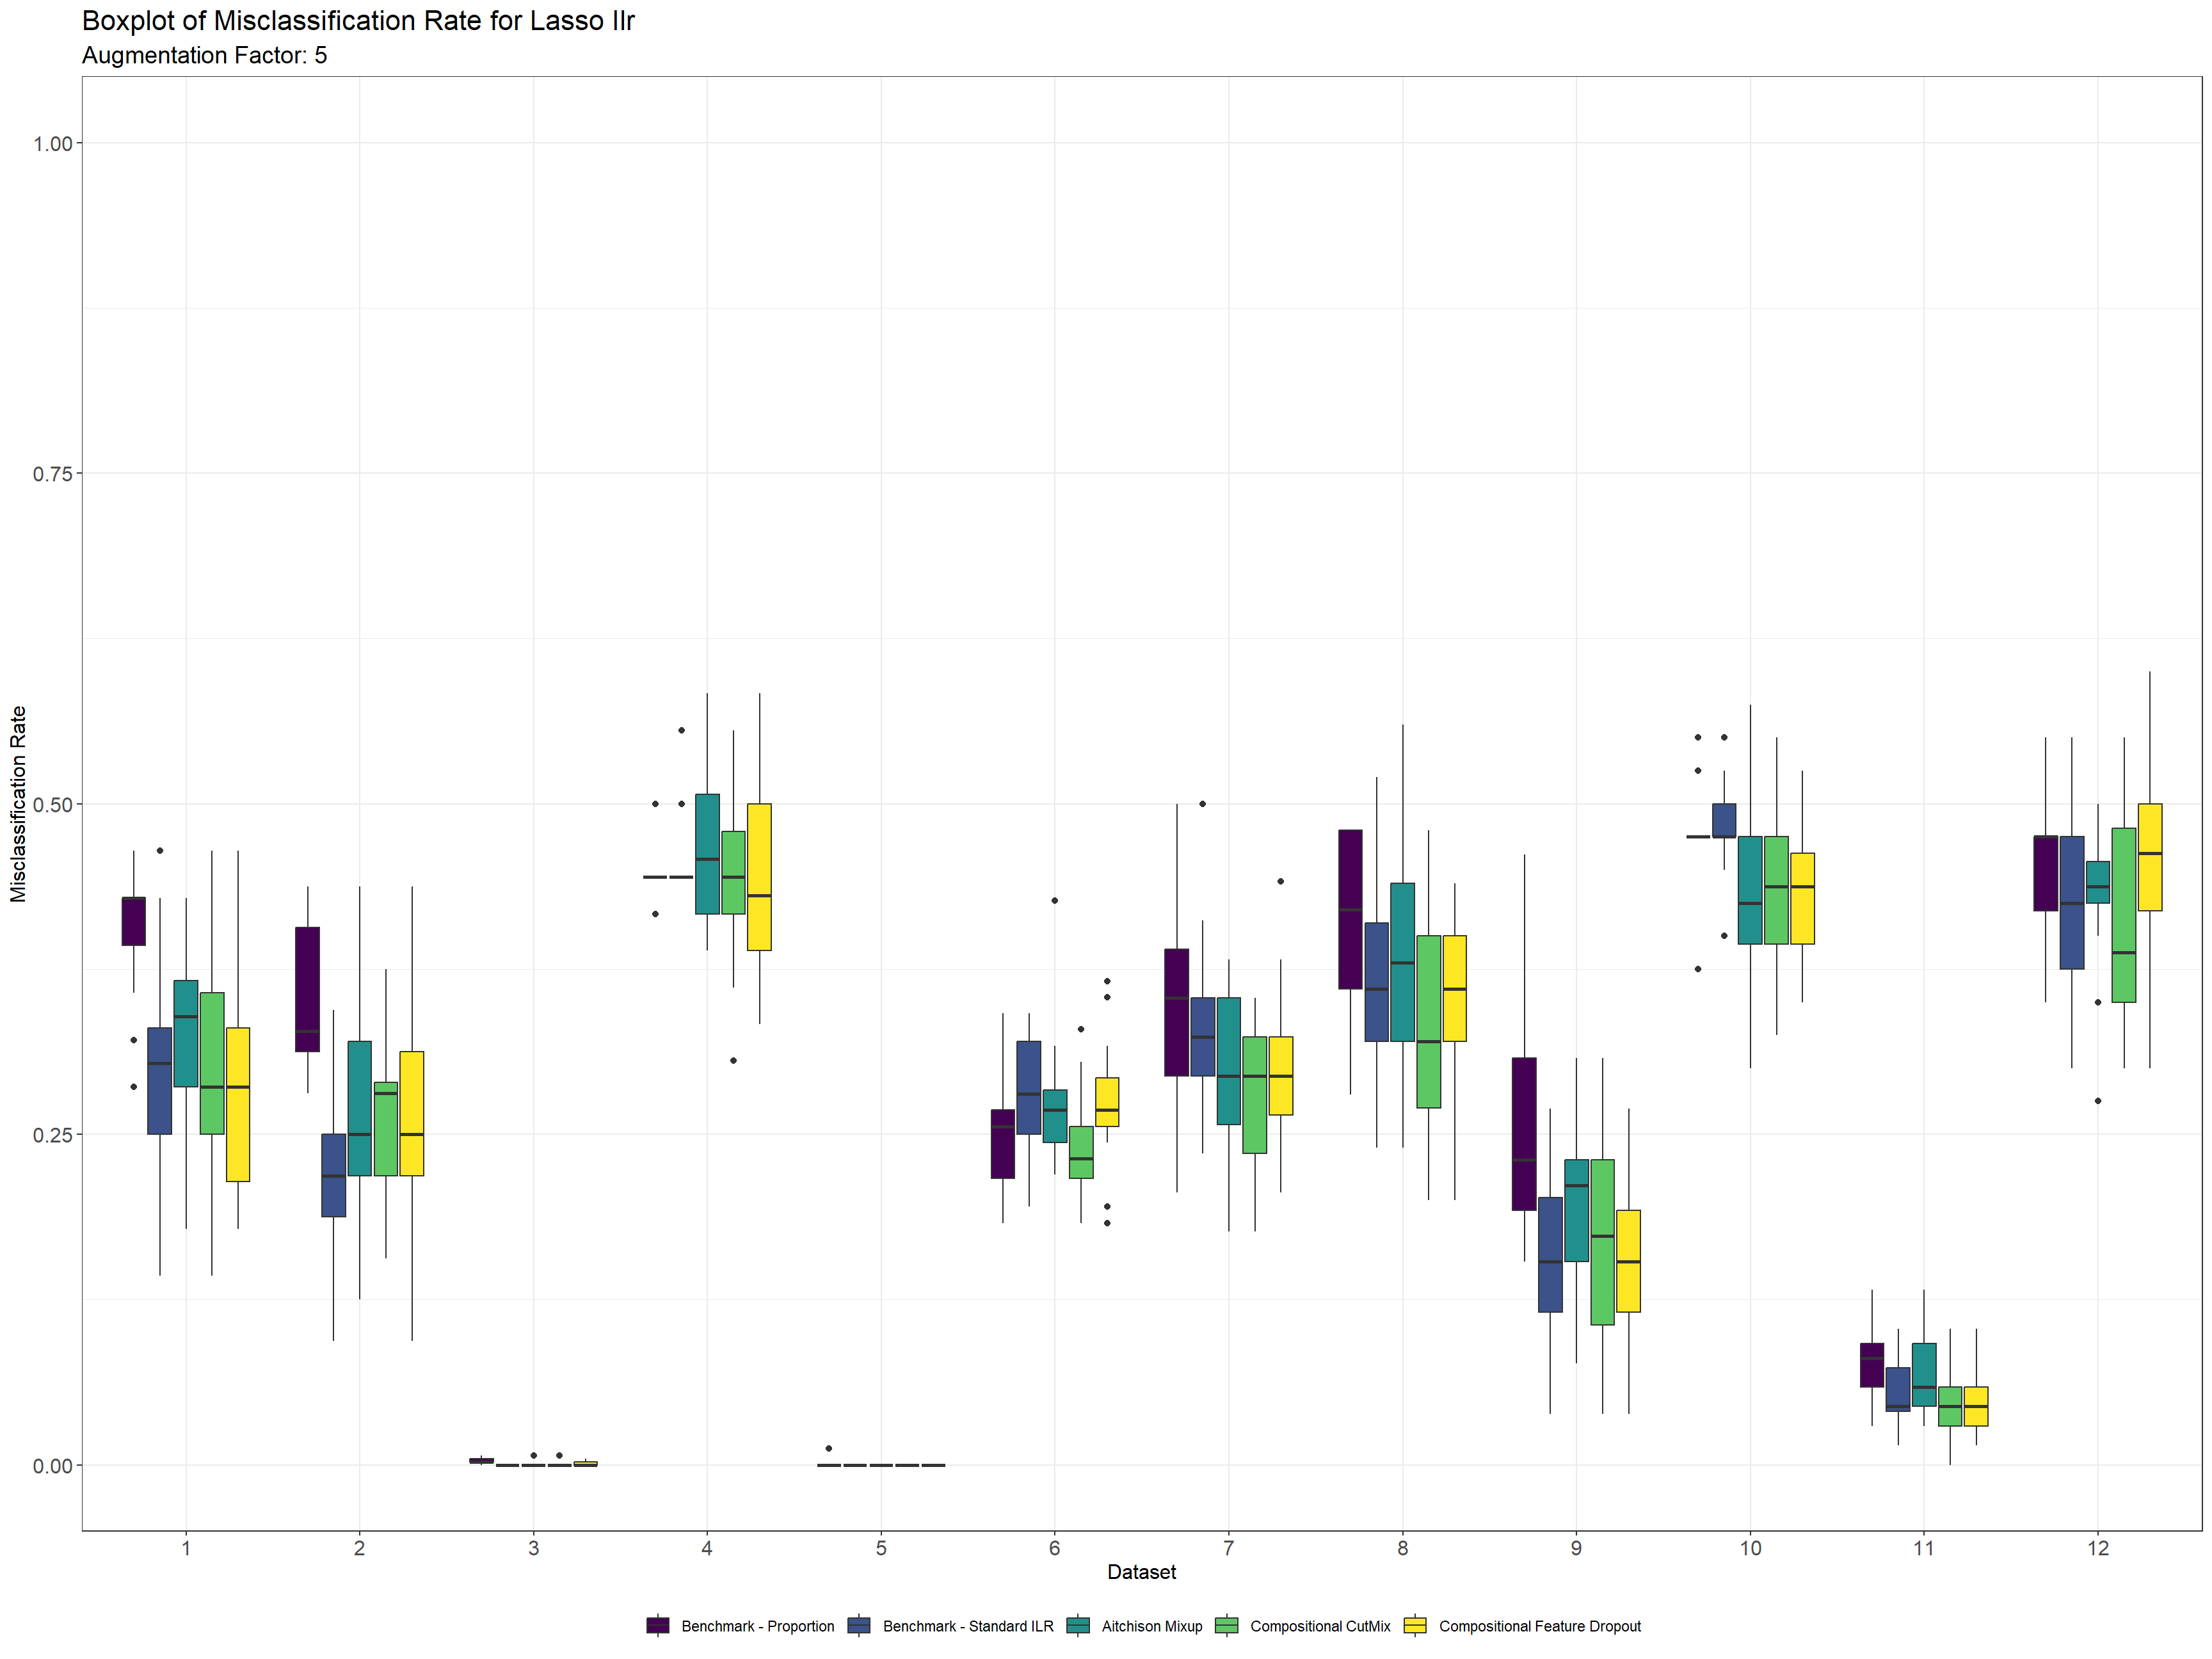 Boxplot of Misclassification Rate for Lasso Ilr
Augmentation Factor: 5
1.00
0.75
0.50
0.25
0.00
Misclassification Rate
1 2 3 4 5 6 7 8 9 10 11 12
Dataset
Benchmark - Proportion Benchmark - Standard ILR Aitchison Mixup Compositional CutMix Compositional Feature Dropout